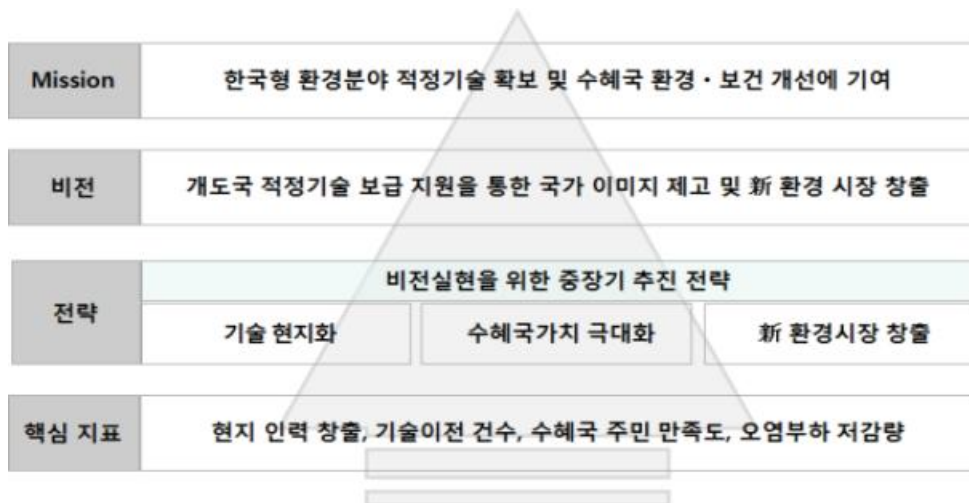 Mission
한국형 환경분야 적정기술 확보 및 수혜국 환경・보건 개선에 기여
비전
개도국 적정기술 보급 지원을 통한 국가 이미지 제고 및 新 환경 시장 창출
전략
비전실현을 위한 중장기 추진 전략
기술 현지화
수혜국가치 극대화
新 환경시장 창출
핵심 지표
현지 인력 창출, 기술이전 건수, 수혜국 주민 만족도, 오염부하 저감량